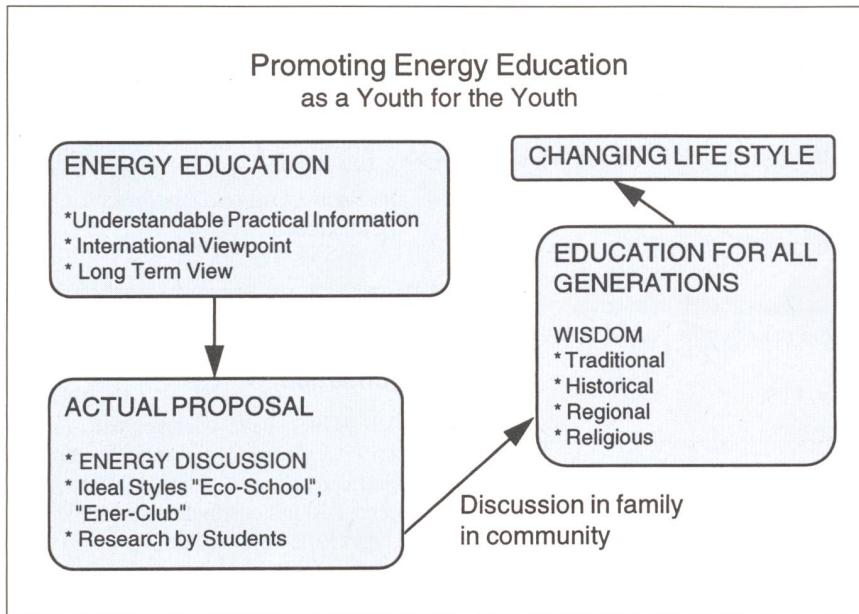 Promoting Energy Education
as a Youth for the Youth
ENERGY EDUCATION
*Understandable Practical Information
* International Viewpoint
* Long Term View
ACTUAL PROPOSAL
* ENERGY DISCUSSION
* Ideal Styles "Eco-School",
"Ener-Club"
* Research by Students
Discussion in family
in community
EDUCATION FOR ALL
GENERATIONS
WISDOM
* Traditional
* Historical
* Regional
* Religious
CHANGING LIFE STYLE